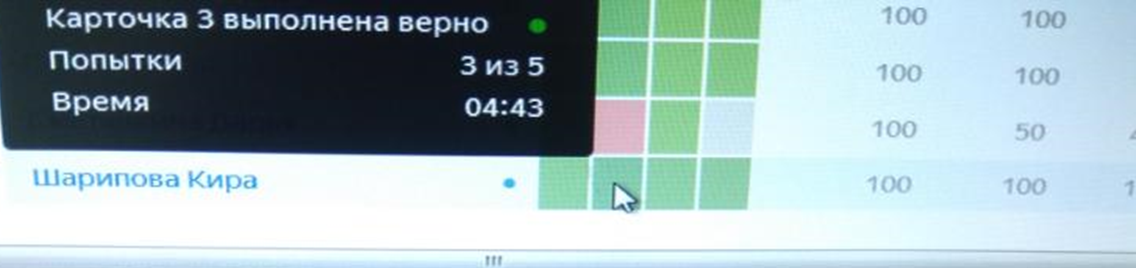 Карточка 3 выполнена верно
Попытки 3 из 5
Время 04:43
100 100
100 100
100 50
Шарипова Кира 100 100